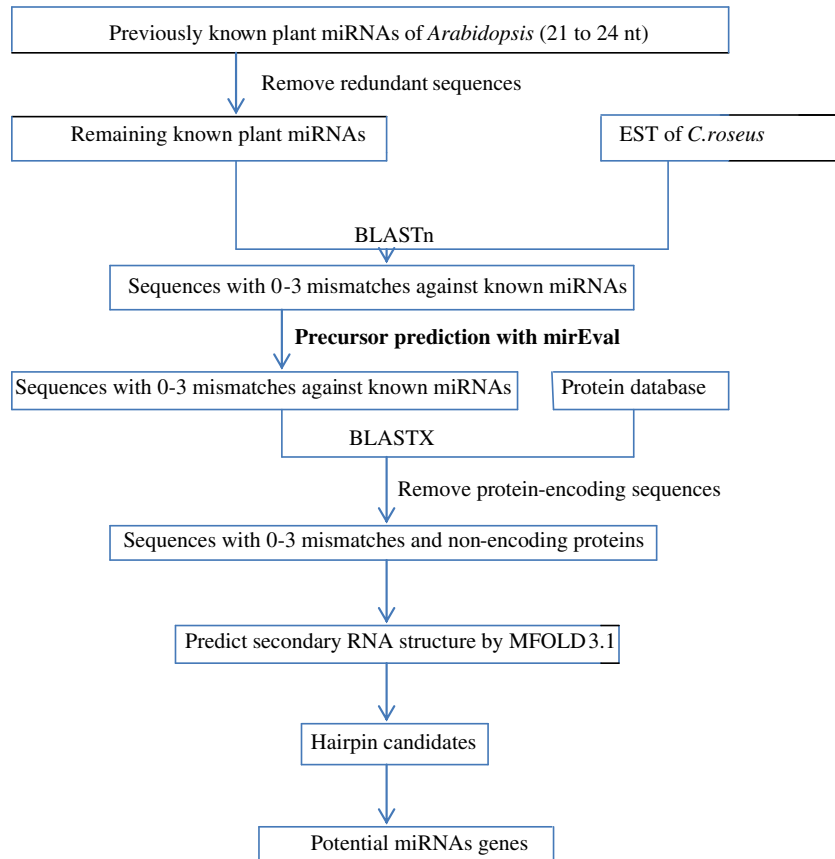 Previously known plant miRNAs of Arabidopsis (21 to 24 nt)
Remove redundant sequences
Remaining known plant miRNAs
EST of C.roseus
BLASTn
Sequences with 0-3 mismatches against known miRNAs
Precursor prediction with mirEval
Sequences with 0-3 mismatches against known miRNAs
Protein database
BLASTX
Remove protein-encoding sequences
Sequences with 0-3 mismatches and non-encoding proteins
Predict secondary RNA structure by MFOLD 3.1
Hairpin candidates
Potential miRNAs genes